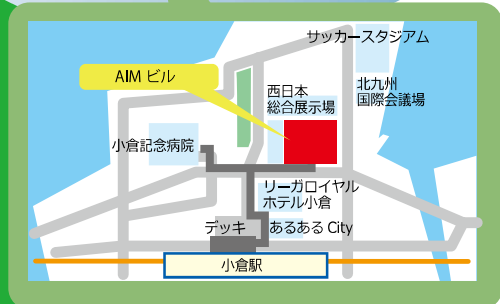 サッカースタジアム
AIM ビル
西日本
総合展示場
北九州
国際会議場
小倉記念病院
リーガロイヤル
ホテル小倉
デッキ
あるある City
小倉駅